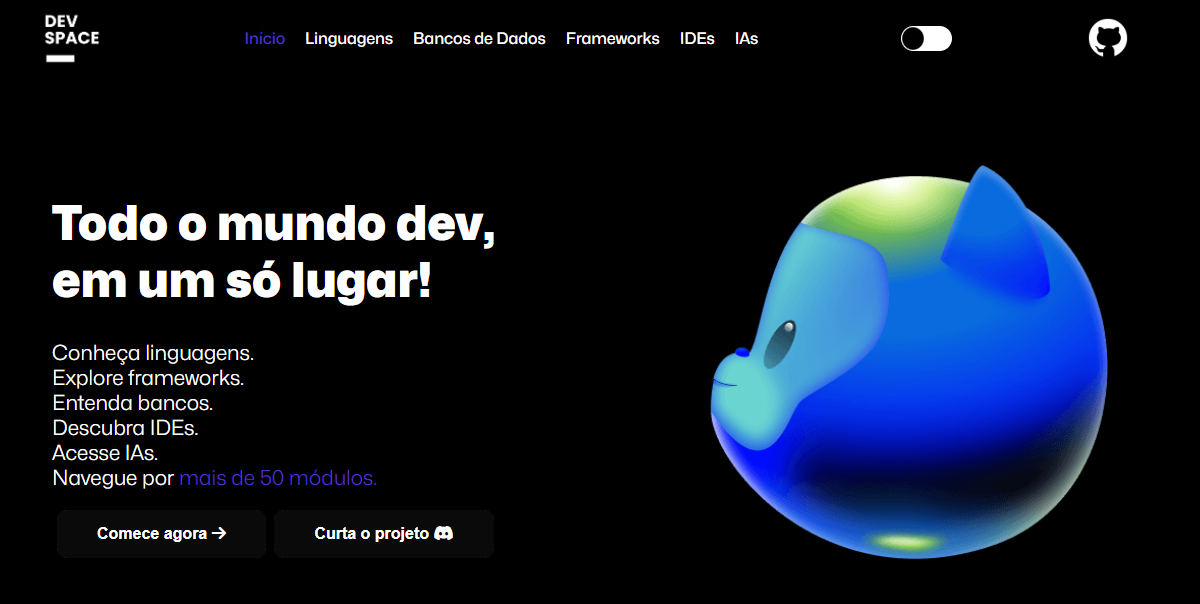 DEV
SPACE
Inicio Linguagens Bancos de Dados Frameworks IDEs IAs
Todo o mundo dev,
em um só lugar!
Conheça linguagens.
Explore frameworks.
Entenda bancos.
Descubra IDEs.
Acesse IAs.
Navegue por mais de 50 módulos.
Comece agora → Curta o projeto